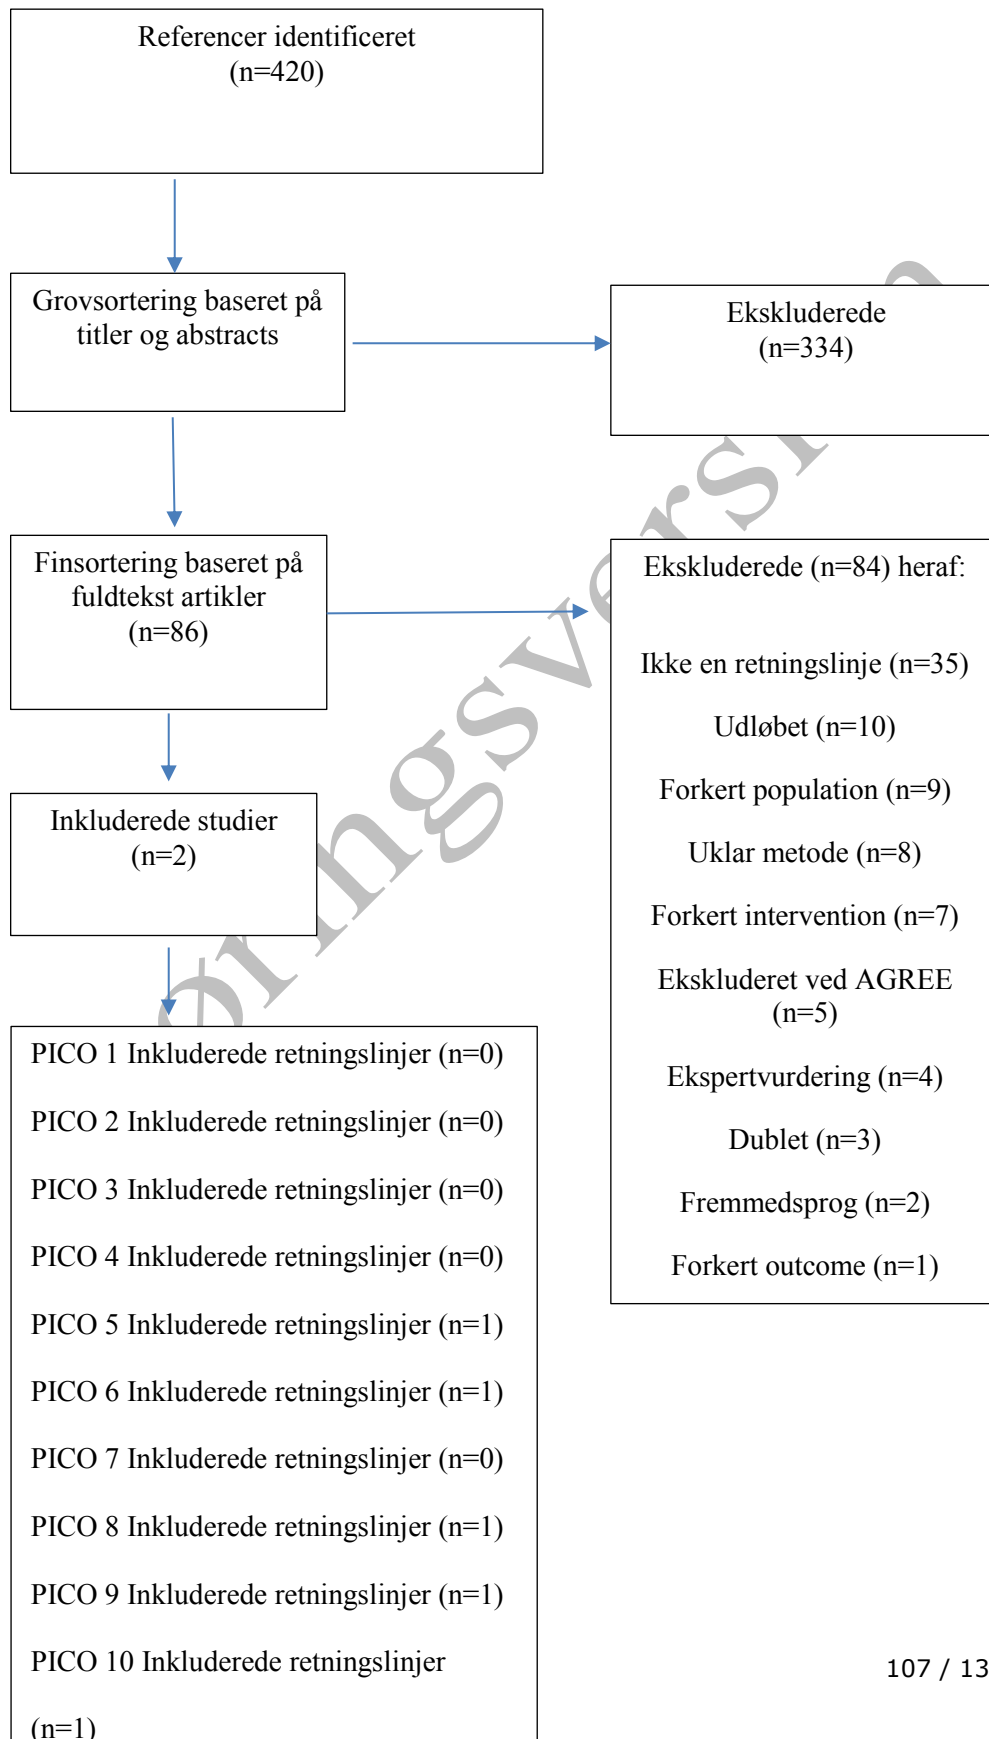 Referencer identificeret
(n=420)
Grovsortering baseret på
titler og abstracts
Ekskluderede
(n=334)
Finsortering baseret på
fuldtekst artikler
(n=86)
Ekskluderede (n=84) heraf:
Ikke en retningslinje (n=35)
Udløbet (n=10)
Forkert population (n=9)
Uklar metode (n=8)
Forkert intervention (n=7)
Ekskluderet ved AGREE
(n=5)
Ekspertvurdering (n=4)
Dublet (n=3)
Fremmedsprog (n=2)
Forkert outcome (n=1)
Inkluderede studier
(n=2)
PICO 1 Inkluderede retningslinjer (n=0)
PICO 2 Inkluderede retningslinjer (n=0)
PICO 3 Inkluderede retningslinjer (n=0)
PICO 4 Inkluderede retningslinjer (n=0)
PICO 5 Inkluderede retningslinjer (n=1)
PICO 6 Inkluderede retningslinjer (n=1)
PICO 7 Inkluderede retningslinjer (n=0)
PICO 8 Inkluderede retningslinjer (n=1)
PICO 9 Inkluderede retningslinjer (n=1)
PICO 10 Inkluderede retningslinjer
(n=1)
107 / 13